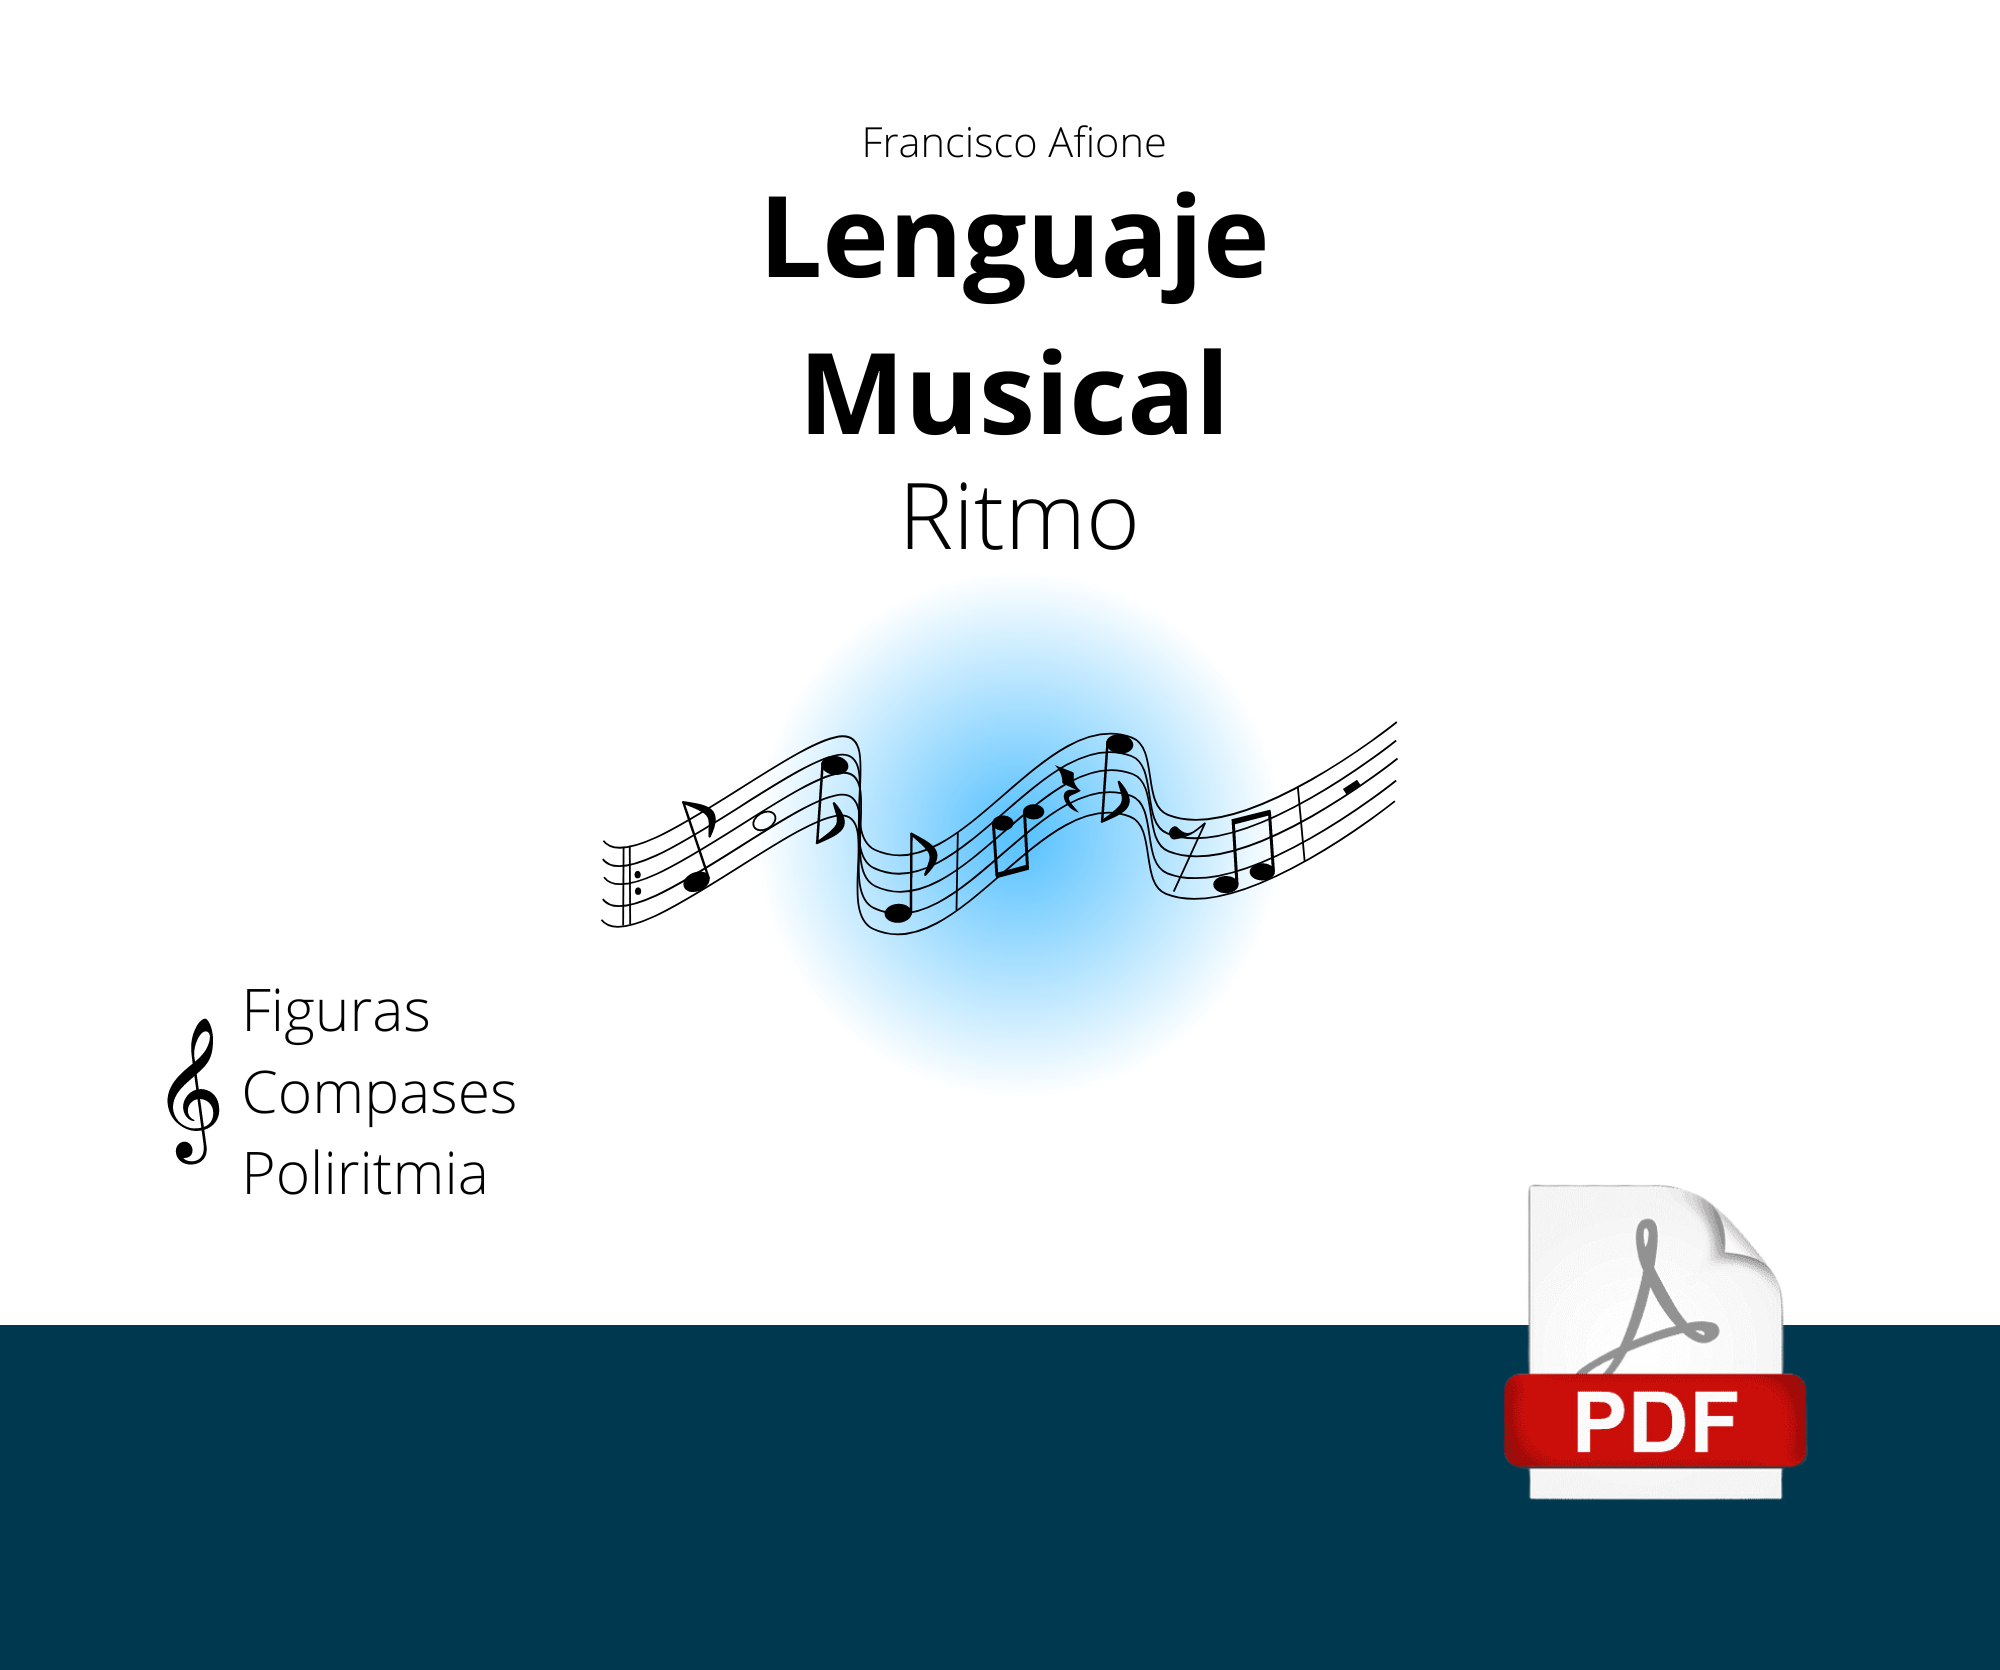 Francisco Afione
Lenguaje
Musical
Ritmo
Figuras
Compases
Poliritmia
PDF